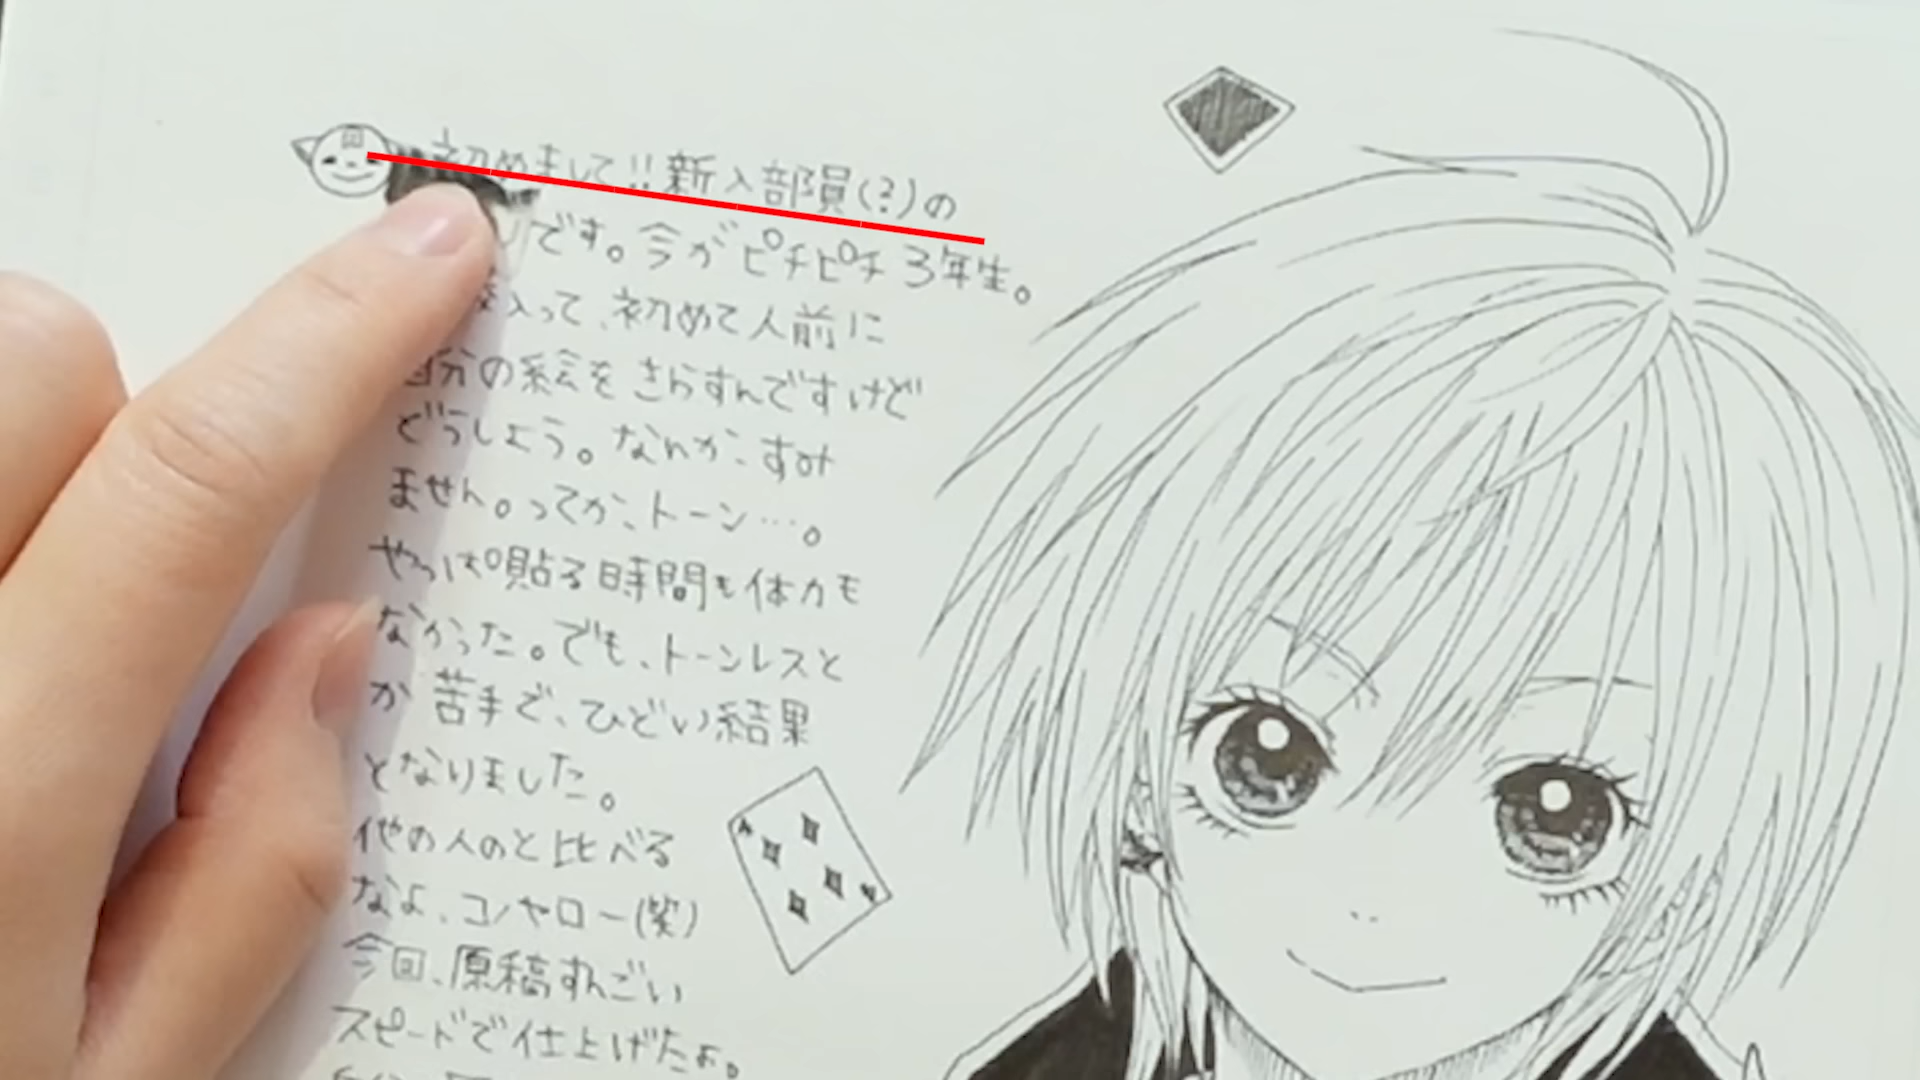 初めまして!!新入部員(?)の
です。今がピチピチ3年生。
入って、初めて人前に
自分の絵をさらすんですけど
どうしよう。なんか、すみ
ません。ってか、トーン…。
やっぱ貼る時間も体力も
なかった。でも、トーンレスと
か苦手で、ひどい結果
となりました。
他の人のと比べる
なよ、コノヤロー(笑)
今回、原稿すんごい
スピードで仕上げたよ。